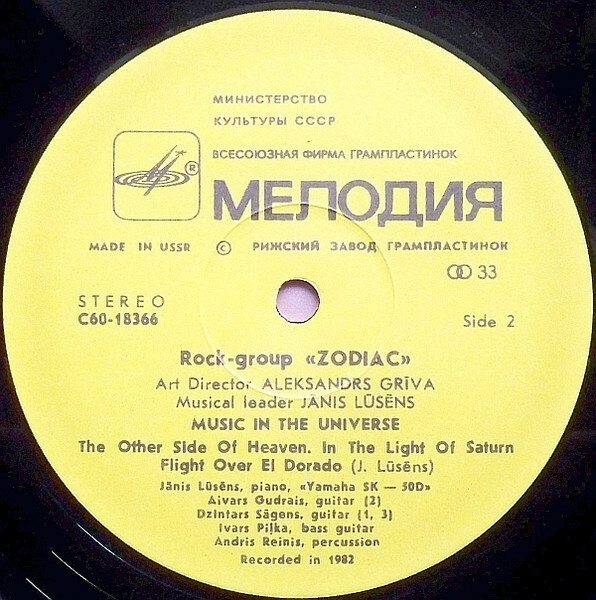 МИНИСТЕРСТВО
КУЛЬТУРЫ СССР
ВСЕСОЮЗНАЯ ФИРМА ГРАМПЛАСТИНОК
® МЕЛОДИЯ
MADE IN USSR © РИЖСКИЙ ЗАВОД ГРАМПЛАСТИНОК
33
STEREO
C60-18366
Side 2
Rock-group «ZODIAC»
Art Director ALEKSANDRS GRĪVA
Musical leader JĀNIS LŪSĒNS
MUSIC IN THE UNIVERSE
The Other Side Of Heaven. In The Light Of Saturn
Flight Over El Dorado (J. Lūsēns)
Jānis Lūsēns, piano, «Yamaha SK — 50D»
Aivars Gudrais, guitar (2)
Dzintars Sāgens, guitar (1, 3)
Ivars Piļka, bass guitar
Andris Reinis, percussion
Recorded in 1982